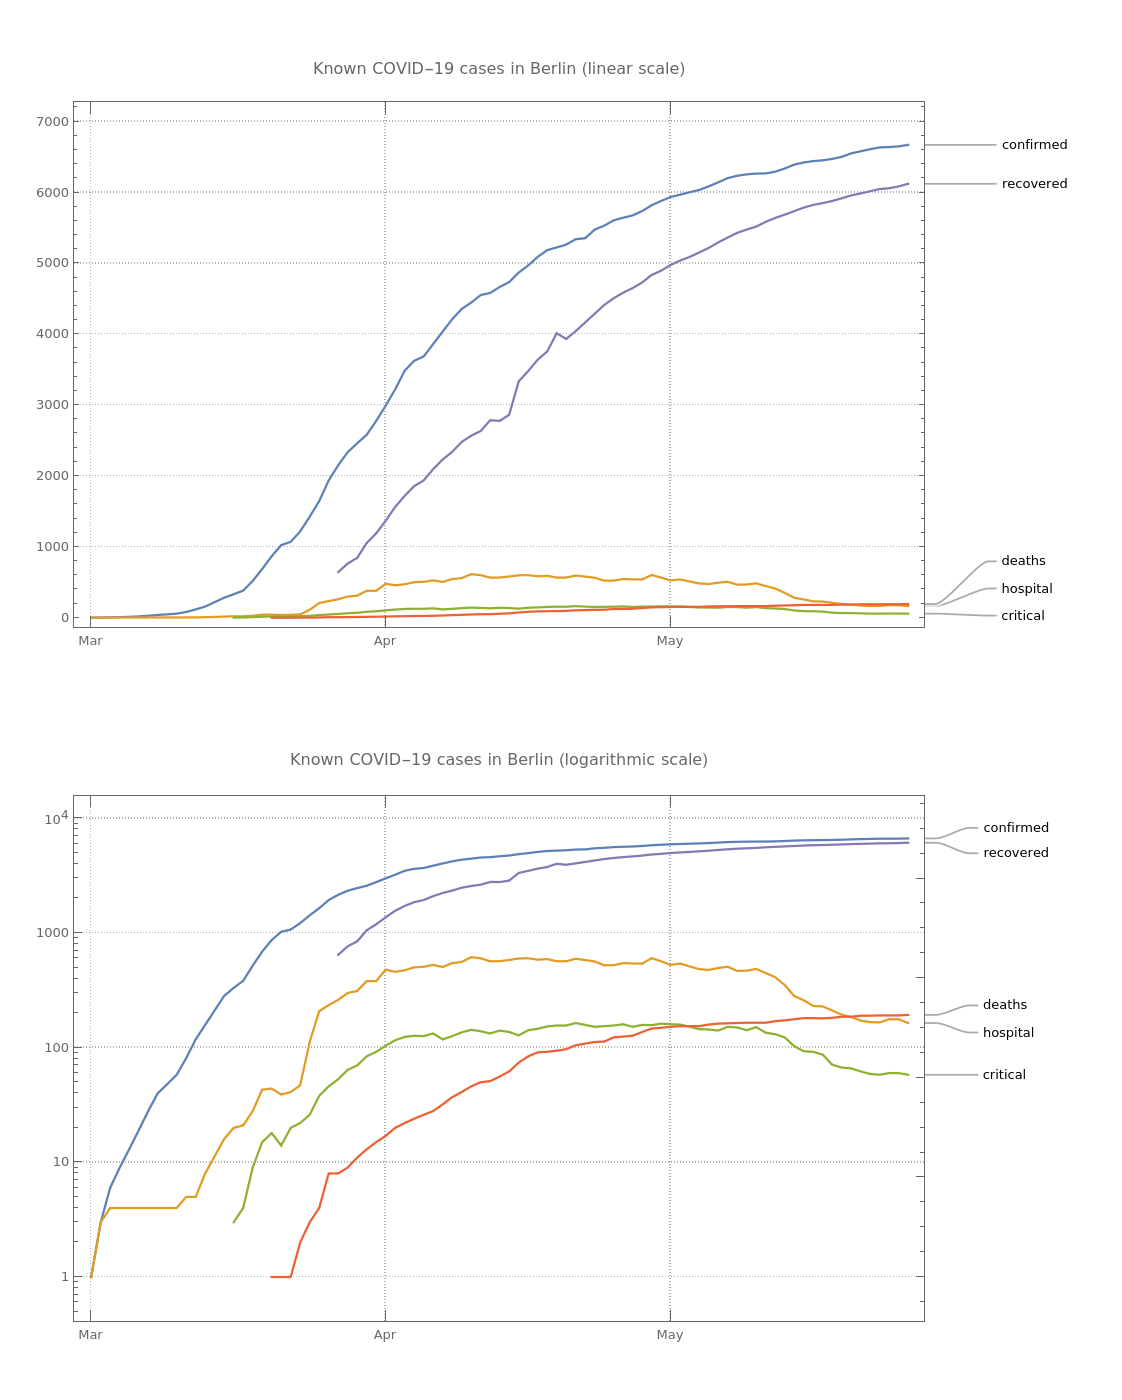 Known COVID−19 cases in Berlin (linear scale)
7000
confirmed
recovered
6000
5000
4000
3000
2000
1000
deaths
hospital
critical
0
Mar Apr May
Known COVID−19 cases in Berlin (logarithmic scale)
10⁴
confirmed
recovered
1000
deaths
hospital
100
critical
10
1
Mar Apr May